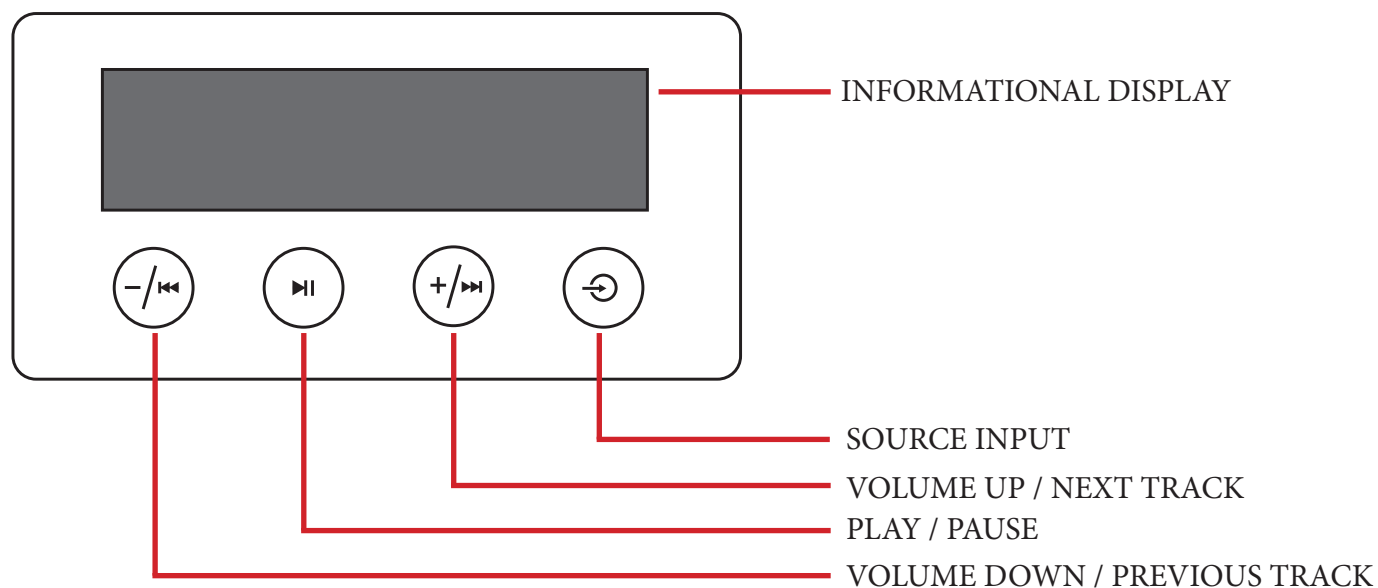 INFORMATIONAL DISPLAY
SOURCE INPUT
VOLUME UP / NEXT TRACK
PLAY / PAUSE
VOLUME DOWN / PREVIOUS TRACK